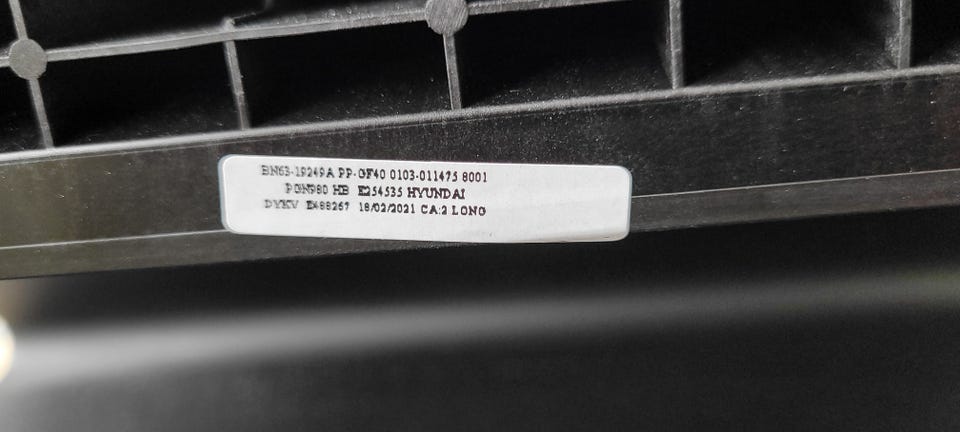 BN63-19249A PP-GF40 0103-011475 8001
PGN980 HB E254535 HYUNDAI
DYKV E488267 18/02/2021 CA:2 LONG